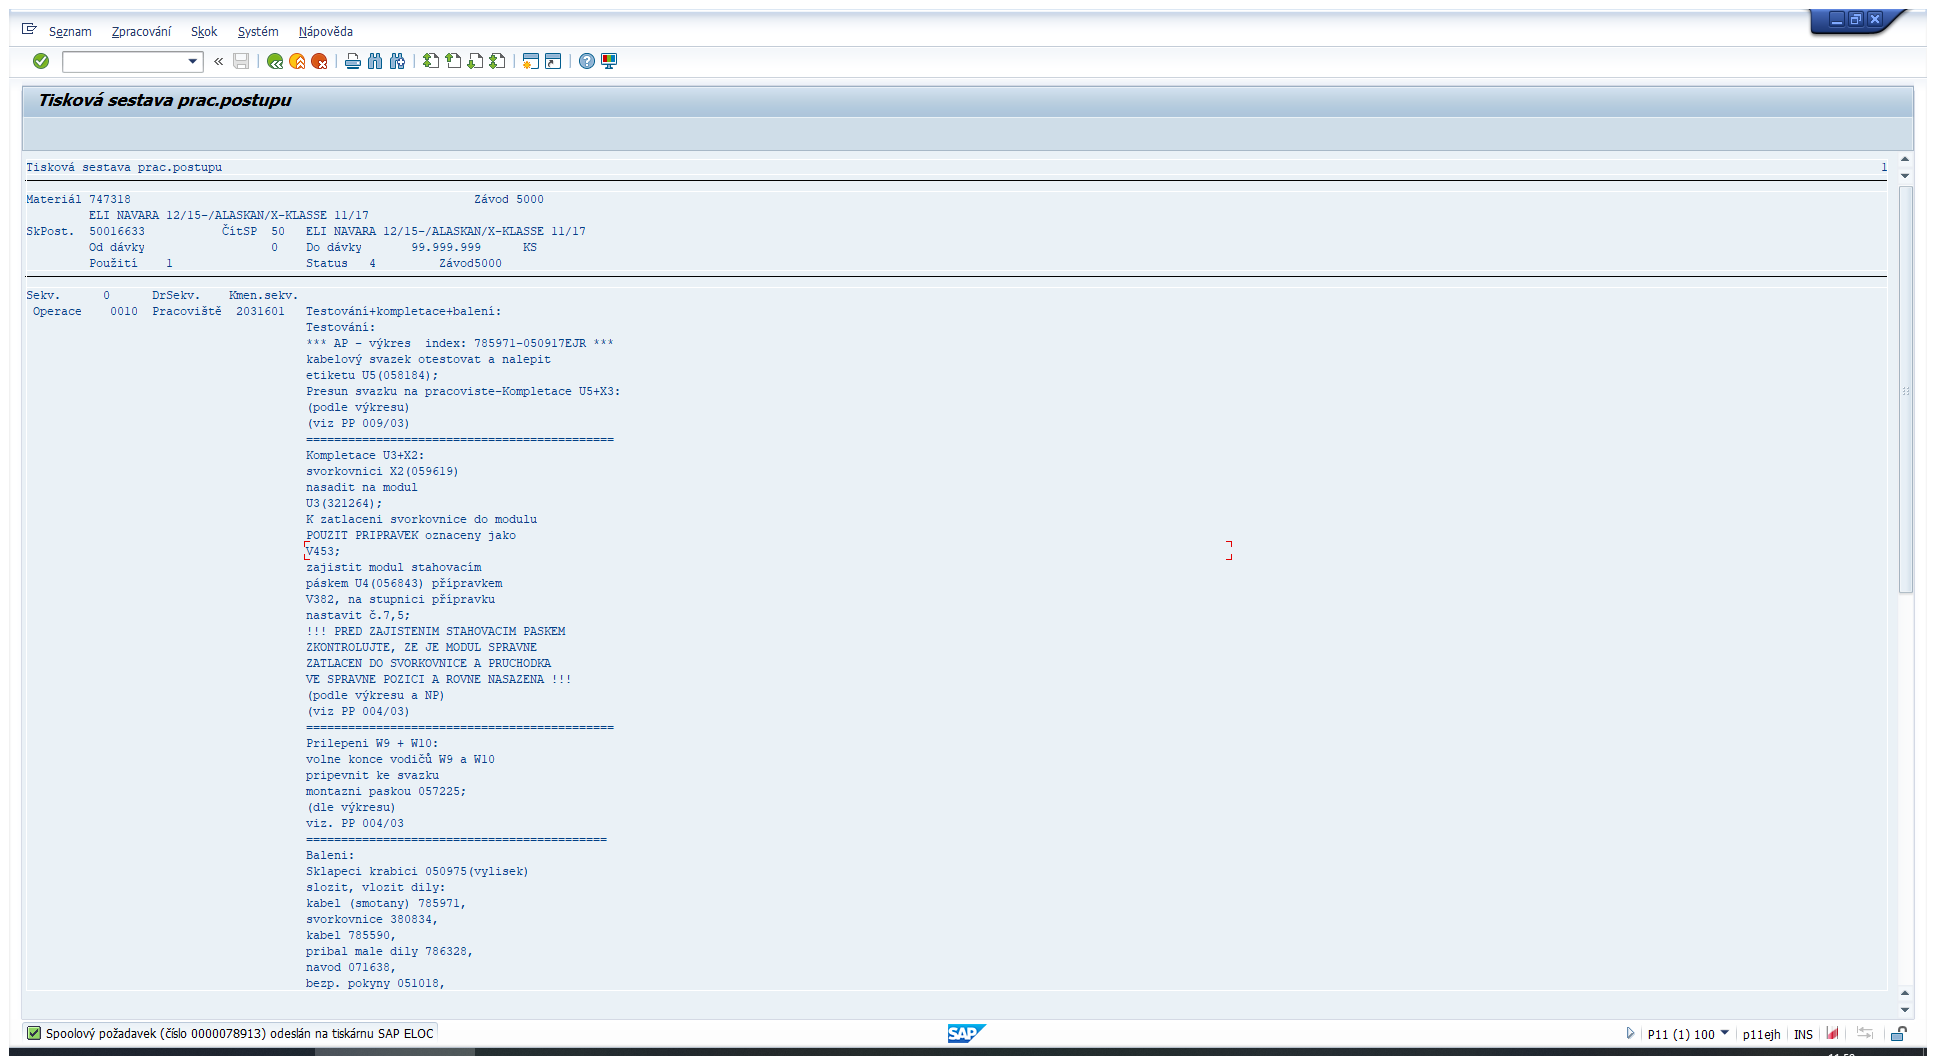 Seznam Zpracování Skok Systém Nápověda
Tisková sestava prac.postupu
Tisková sestava prac.postupu 1
Materiál 747318 Závod 5000
ELI NAVARA 12/15-/ALASKAN/X-KLASSE 11/17
SkPost. 50016633 ČítSP 50 ELI NAVARA 12/15-/ALASKAN/X-KLASSE 11/17
Od dávky 0 Do dávky 99.999.999 KS
Použití 1 Status 4 Závod5000
Sekv. 0 DrSekv. Kmen.sekv.
Operace 0010 Pracoviště 2031601 Testování+kompletace+balení:
Testování:
*** AP - výkres index: 785971-050917EJR ***
kabelový svazek otestovat a nalepit
etiketu U5(058184);
Presun svazku na pracoviste-Kompletace U5+X3:
(podle výkresu)
(viz PP 009/03)
============================================
Kompletace U3+X2:
svorkovnici X2(059619)
nasadit na modul
U3(321264);
K zatlaceni svorkovnice do modulu
POUZIT PRIPRAVEK oznaceny jako
V453;
zajistit modul stahovacím
páskem U4(056843) přípravkem
V382, na stupnici přípravku
nastavit č.7,5;
!!! PRED ZAJISTENIM STAHOVACIM PASKEM
ZKONTROLUJTE, ZE JE MODUL SPRAVNE
ZATLACEN DO SVORKOVNICE A PRUCHODKA
VE SPRAVNE POZICI A ROVNE NASAZENA !!!
(podle výkresu a NP)
(viz PP 004/03)
============================================
Prilepeni W9 + W10:
volne konce vodičů W9 a W10
pripevnit ke svazku
montazni paskou 057225;
(dle výkresu)
viz. PP 004/03
===========================================
Baleni:
Sklapeci krabici 050975(vylisek)
slozit, vlozit dily:
kabel (smotany) 785971,
svorkovnice 380834,
kabel 785590,
pribal male dily 786328,
navod 071638,
bezp. pokyny 051018,
Spoolový požadavek (číslo 0000078913) odeslán na tiskárnu SAP ELOC SAP P11 (1) 100 p11ejh INS